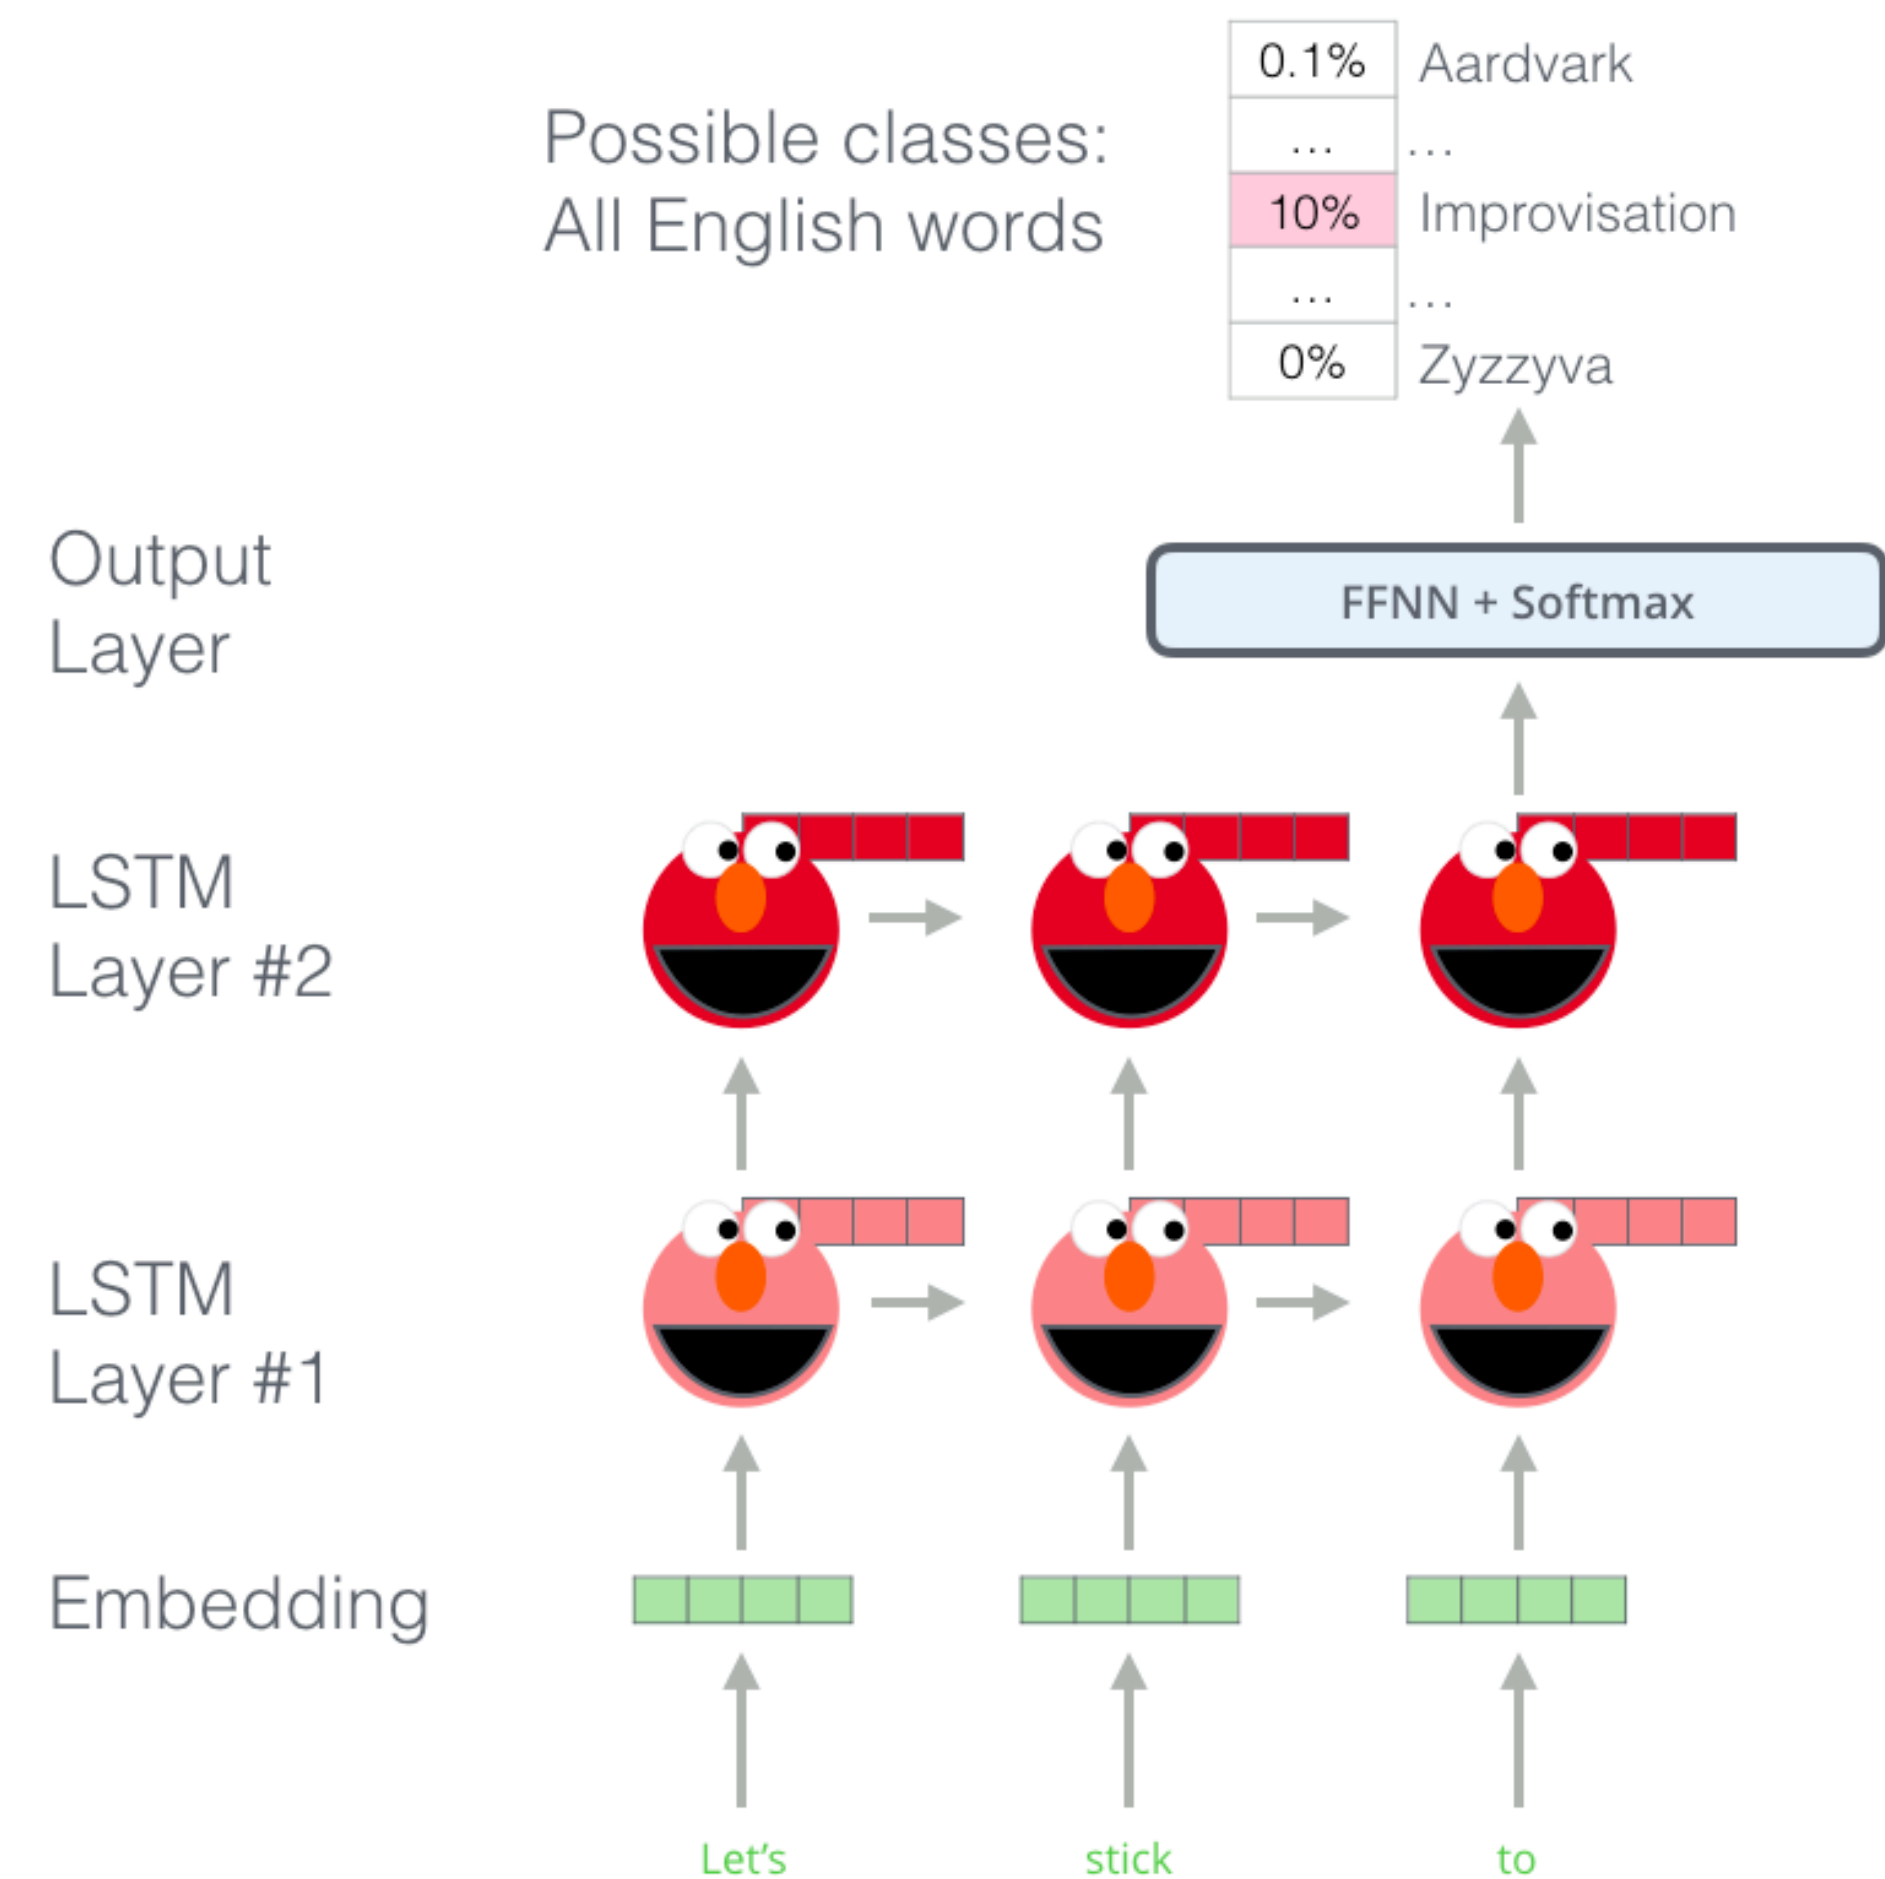 0.1% Aardvark
Possible classes:
... ...
All English words
10% Improvisation
... ...
0% Zyzzyva
Output
Layer
FFNN + Softmax
LSTM
Layer #2
LSTM
Layer #1
Embedding
Let's stick to